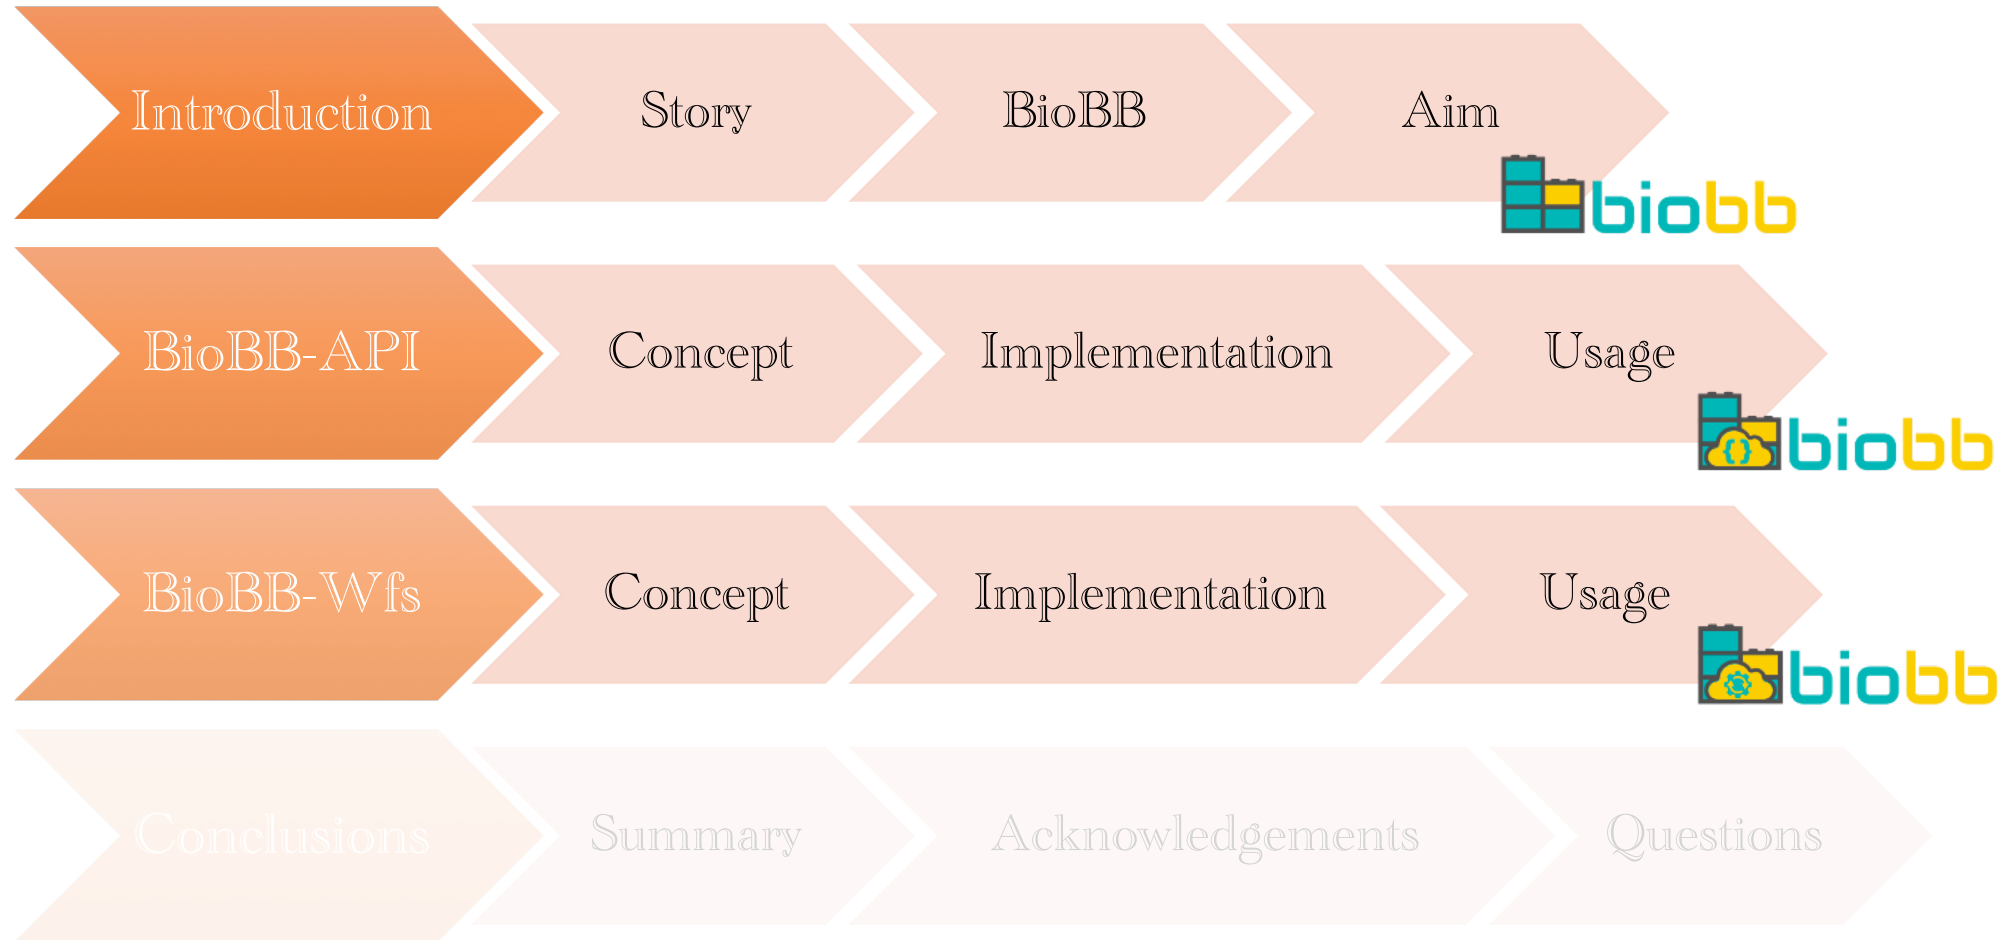 Introduction Story BioBB Aim
biobb
BioBB-API Concept Implementation Usage
{} biobb
BioBB-Wfs Concept Implementation Usage
biobb
Conclusions Summary Acknowledgements Questions